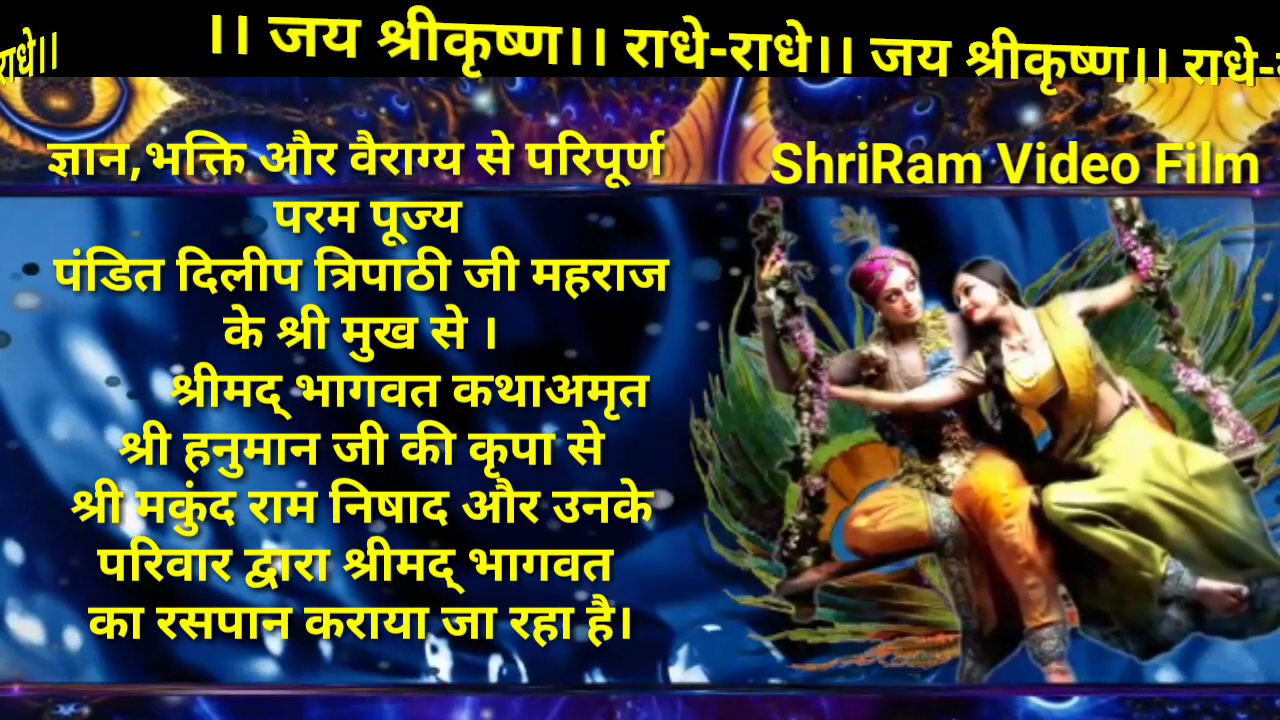 राधे।।
।। जय श्रीकृष्ण।। राधे-राधे।। जय श्रीकृष्ण।। राधे-
ज्ञान,भक्ति और वैराग्य से परिपूर्ण
ShriRam Video Film
परम पूज्य
पंडित दिलीप त्रिपाठी जी महराज
के श्री मुख से ।
श्रीमद् भागवत कथाअमृत
श्री हनुमान जी की कृपा से
श्री मकुंद राम निषाद और उनके
परिवार द्वारा श्रीमद् भागवत
का रसपान कराया जा रहा है।